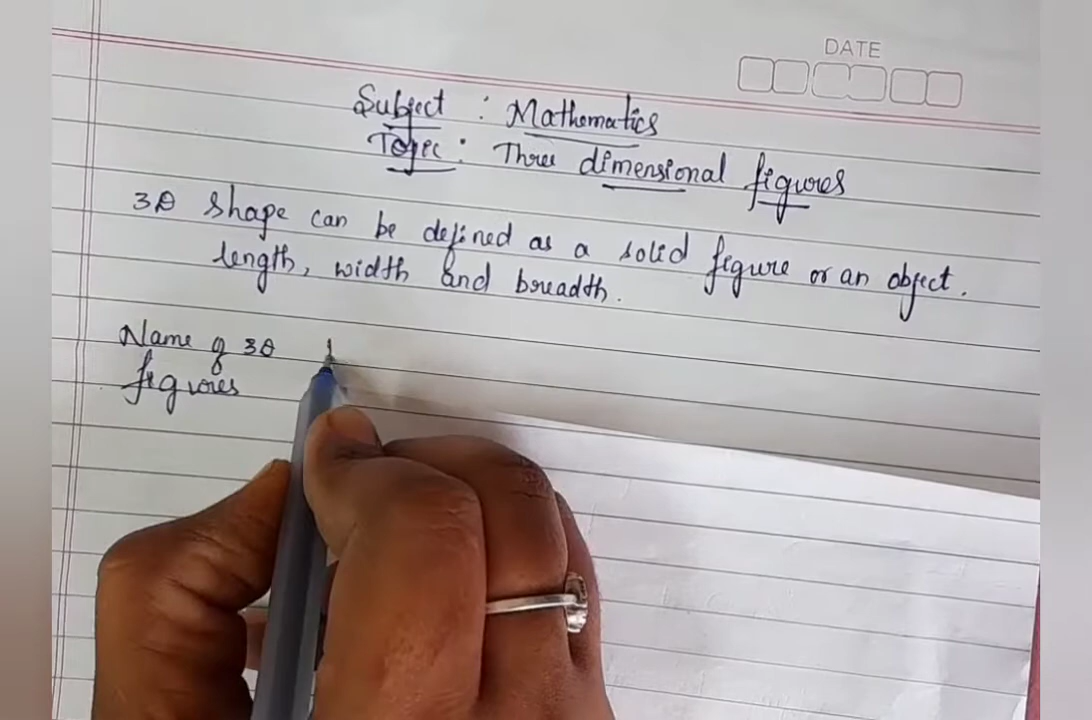 DATE
Subject : Mathematics
Topic : Three dimensional figures
3D shape can be defined as a solid figure or an object.
length, width and breadth.
Name of 3D
figures